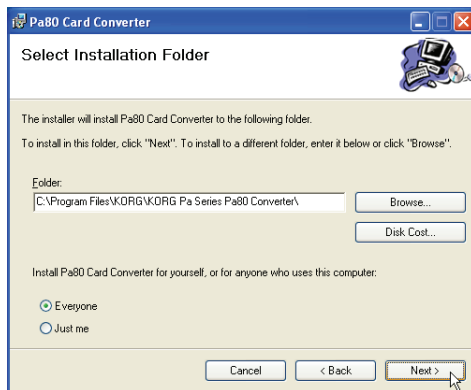 Pa80 Card Converter
Select Installation Folder
The installer will install Pa80 Card Converter to the following folder.
To install in this folder, click "Next". To install to a different folder, enter it below or click "Browse".
Folder:
C:\Program Files\KORG\KORG Pa Series Pa80 Converter\
Browse...
Disk Cost...
Install Pa80 Card Converter for yourself, or for anyone who uses this computer:
Everyone
Just me
Cancel
< Back
Next >